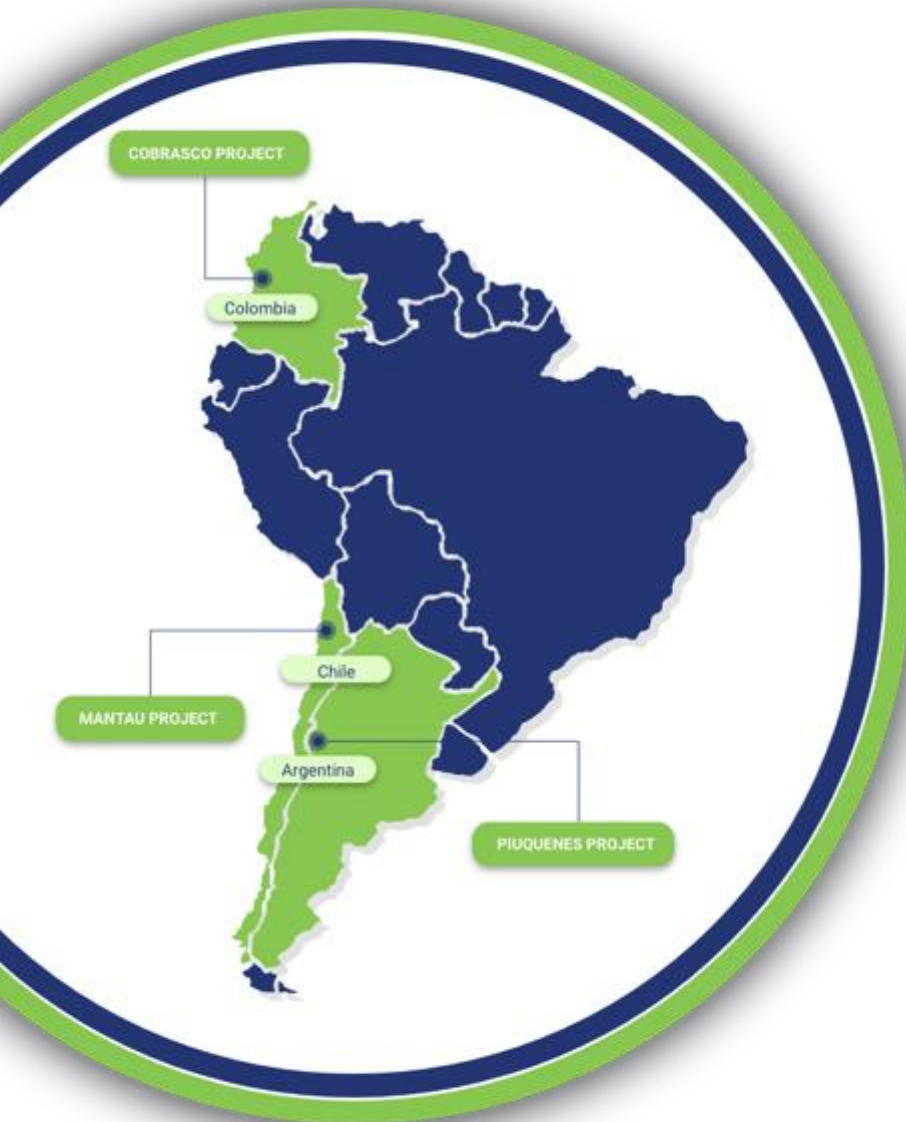 COBRASCO PROJECT
Colombia
Chile
MANTAU PROJECT
Argentina
PIUQUENES PROJECT